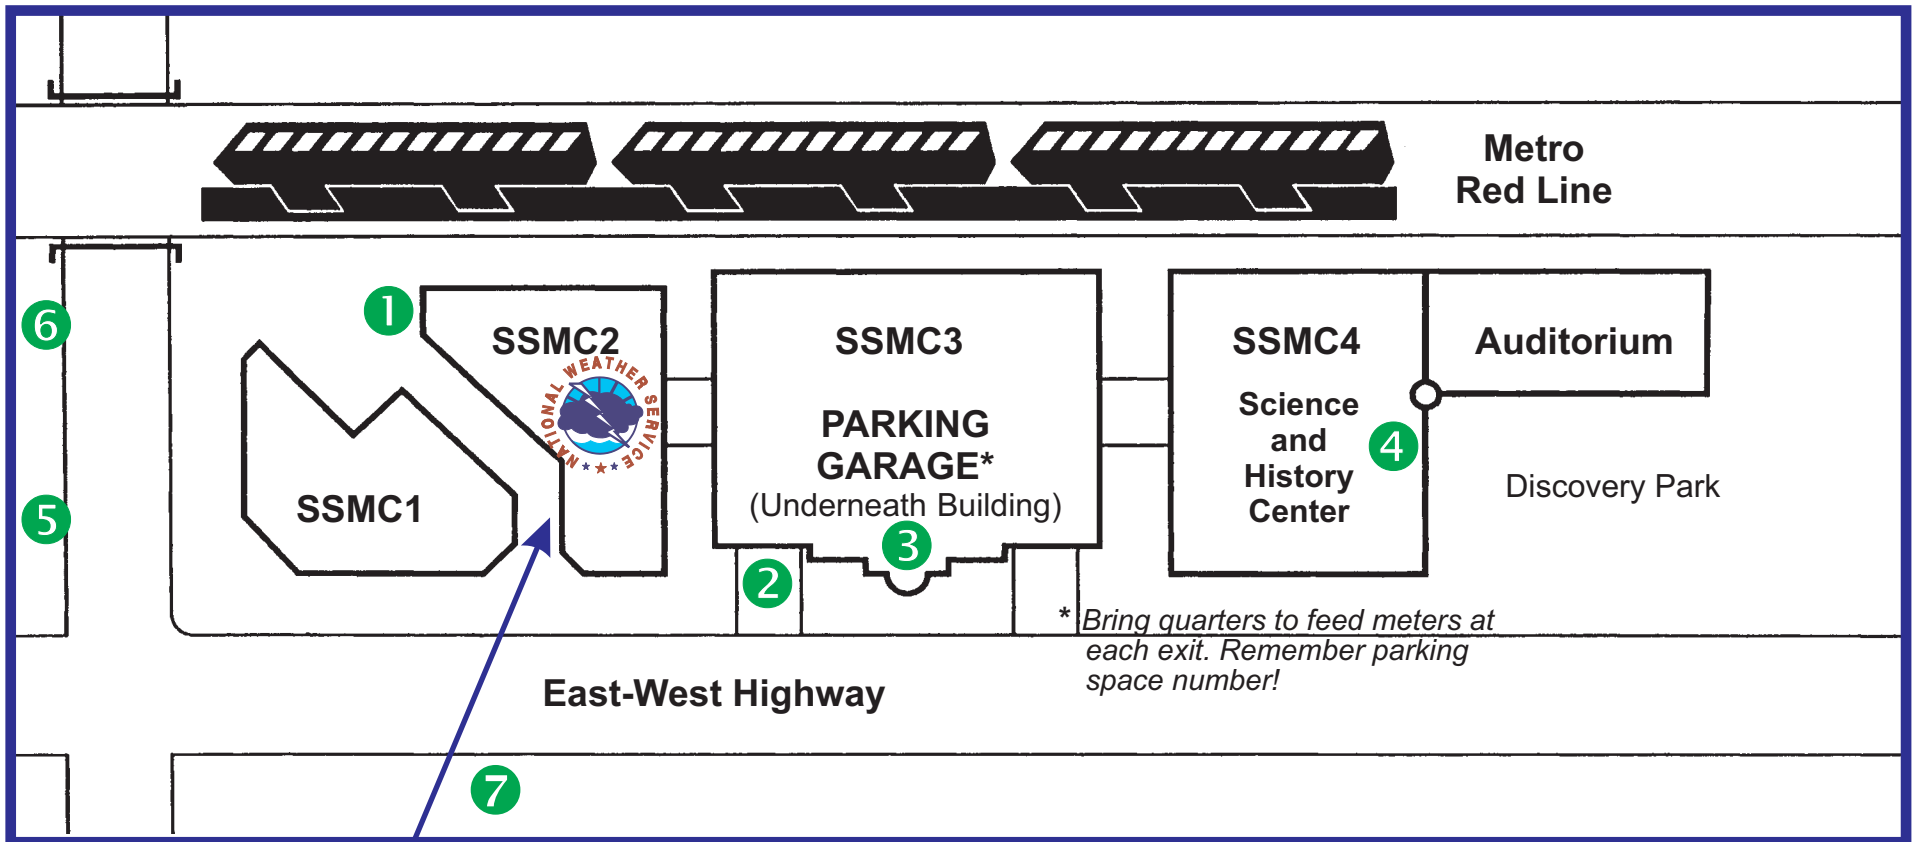 Metro
Red Line
6
1
SSMC2
SSMC3
SSMC4
Auditorium
NATIONAL WEATHER SERVICE
Science
and
History
Center
4
PARKING
GARAGE*
(Underneath Building)
Discovery Park
SSMC1
5
3
2
* Bring quarters to feed meters at
each exit. Remember parking
space number!
East-West Highway
7